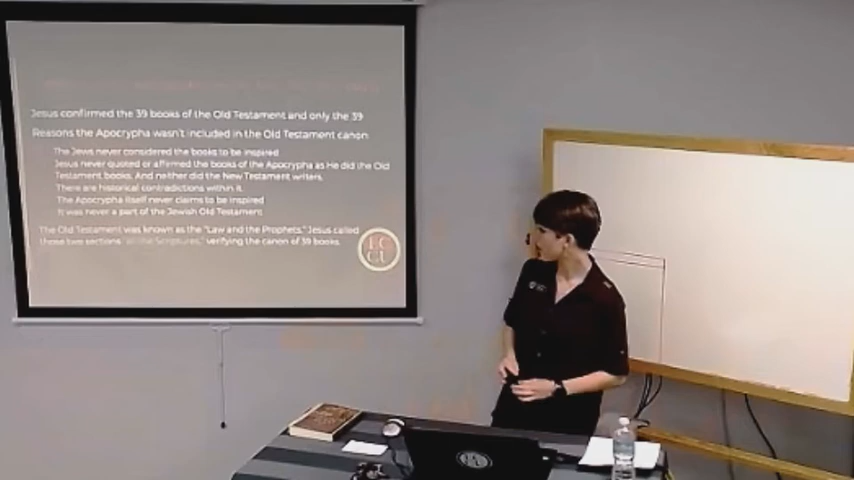 Jesus confirmed the 39 books of the Old Testament and only the 39
Reasons the Apocrypha wasn't included in the Old Testament canon
The Jews never considered the books to be inspired
Jesus never quoted or affirmed the books of the Apocrypha as He did the Old
Testament books. And neither did the New Testament writers.
There are historical contradictions within it.
The Apocrypha itself never claims to be inspired
It was never a part of the Jewish Old Testament
The Old Testament was known as the "Law and the Prophets." Jesus called
those two sections "all the Scriptures," verifying the canon of 39 books.
EC
CU